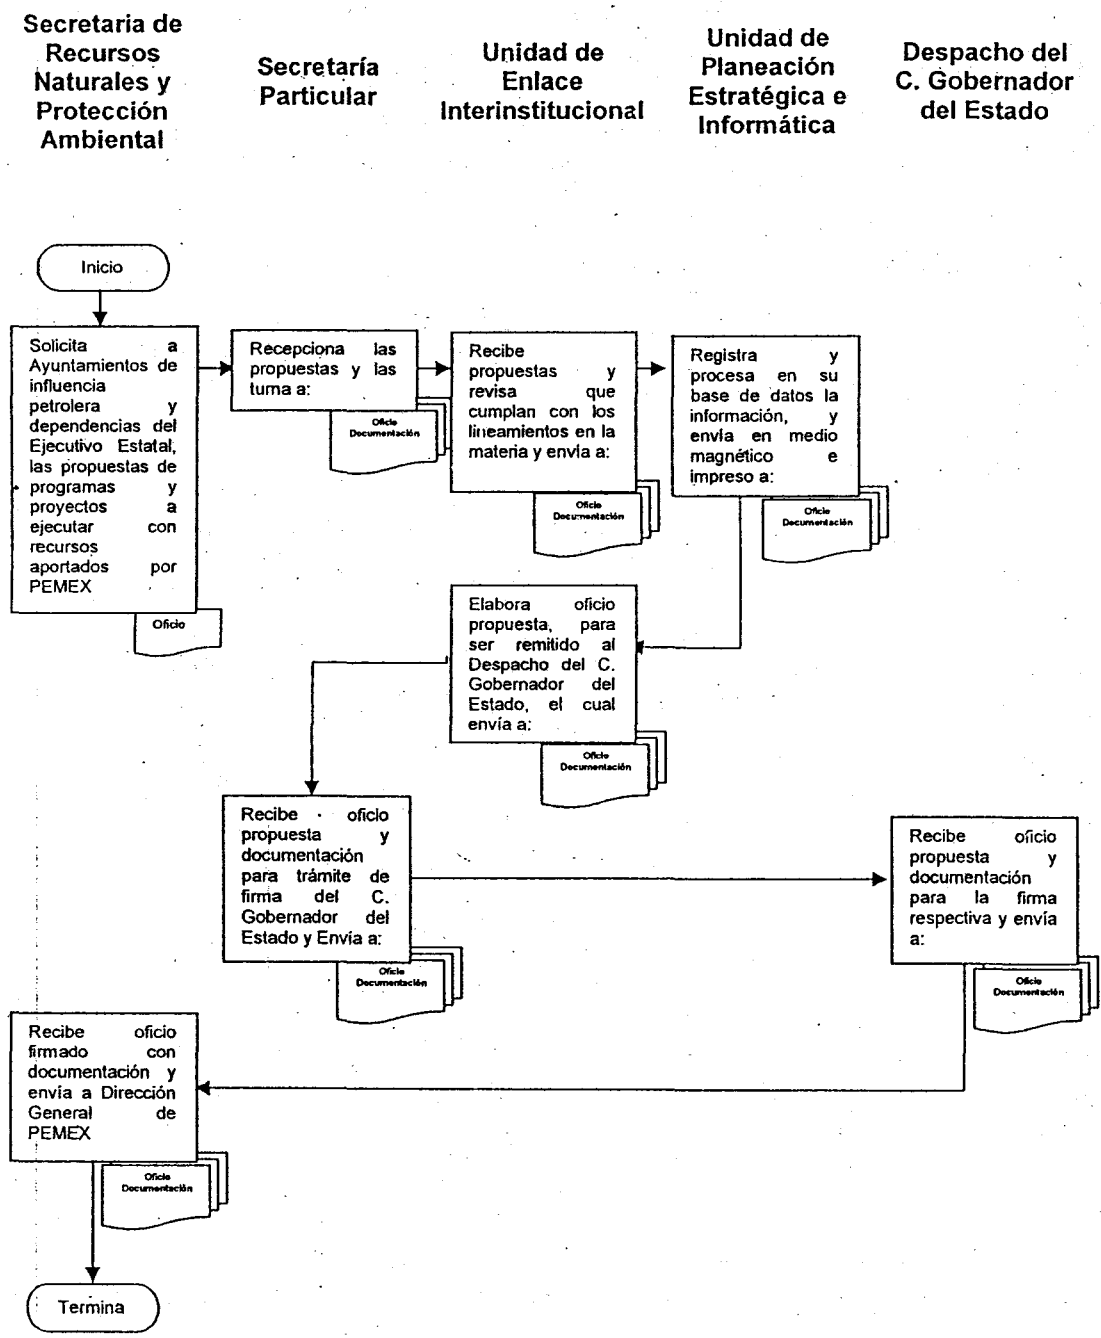 Secretaria de
Recursos
Naturales y
Protección
Ambiental
Secretaría
Particular
Unidad de
Enlace
Interinstitucional
Unidad de
Planeación
Estratégica e
Informática
Despacho del
C. Gobernador
del Estado
Inicio
Solicita a
Ayuntamientos de
influencia
petrolera y
dependencias del
Ejecutivo Estatal,
las propuestas de
programas y
proyectos a
ejecutar con
recursos
aportados por
PEMEX
Oficio
Recepciona las
propuestas y las
turna a:
Oficio
Documentación
Recibe
propuestas y
revisa que
cumplan con los
lineamientos en la
materia y envía a:
Oficio
Documentación
Registra y
procesa en su
base de datos la
información, y
envía en medio
magnético e
impreso a:
Oficio
Documentación
Elabora oficio
propuesta, para
ser remitido al
Despacho del C.
Gobernador del
Estado, el cual
envía a:
Oficio
Documentación
Recibe oficio
propuesta y
documentación
para trámite de
firma del C.
Gobernador del
Estado y Envía a:
Oficio
Documentación
Recibe oficio
propuesta y
documentación
para la firma
respectiva y envía
a:
Oficio
Documentación
Recibe oficio
firmado con
documentación y
envía a Dirección
General de
PEMEX
Oficio
Documentación
Termina